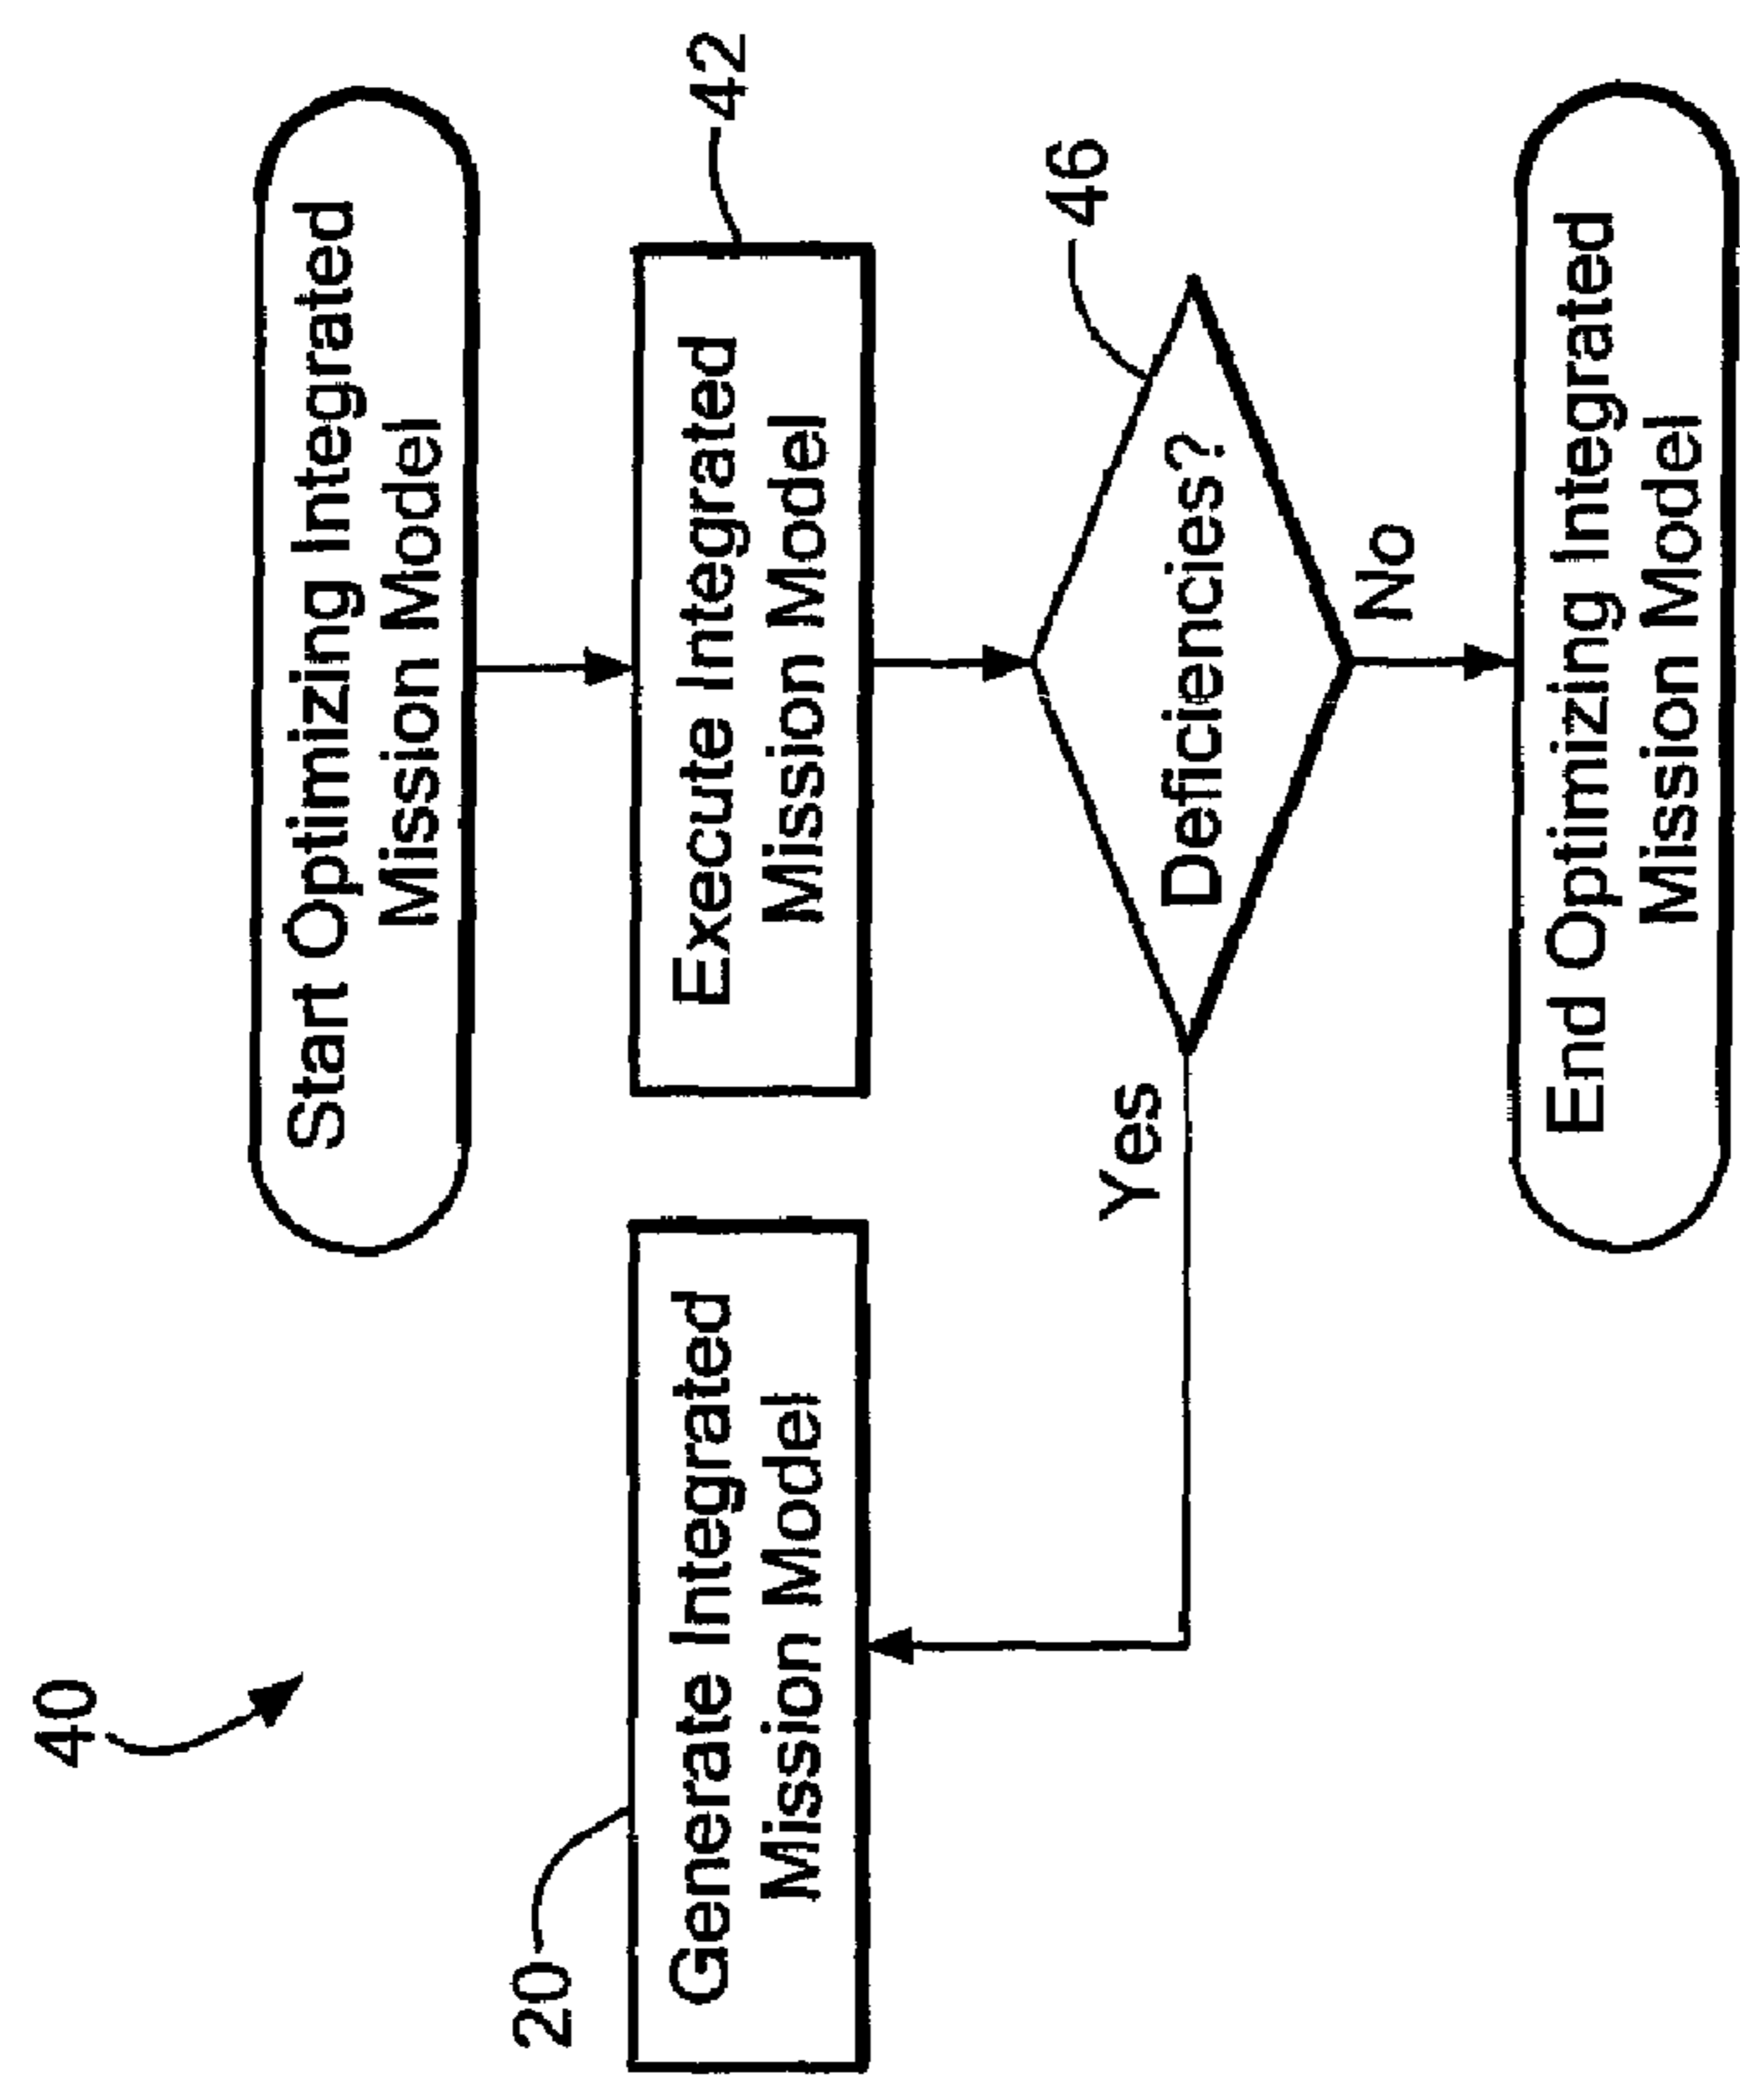 40
Start Optimizing Integrated
Mission Model
20
Generate Integrated
Mission Model
Execute Integrated
Mission Model
42
46
Deficiencies?
Yes
No
End Optimizing Integrated
Mission Model